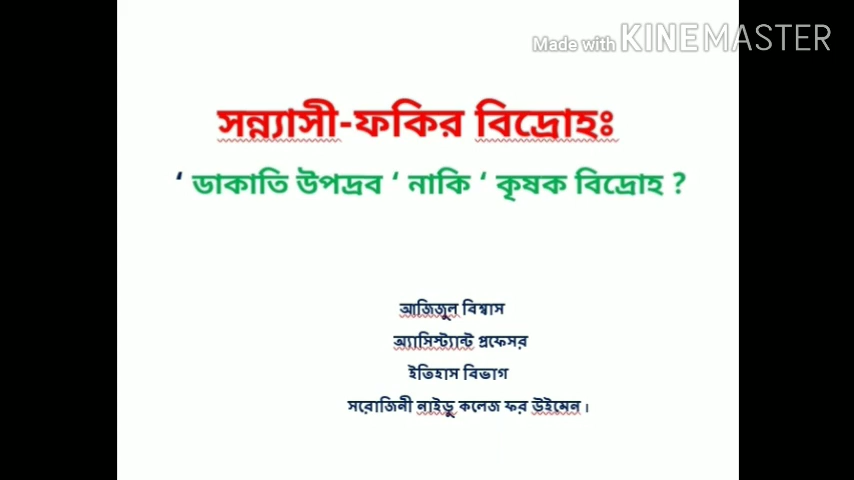 Made with KINEMASTER
সন্ন্যাসী-ফকির বিদ্রোহঃ
‘ ডাকাতি উপদ্রব ‘ নাকি ‘ কৃষক বিদ্রোহ ?
আজিজুল বিশ্বাস
অ্যাসিস্ট্যান্ট প্রফেসর
ইতিহাস বিভাগ
সরোজিনী নাইডু কলেজ ফর উইমেন ।